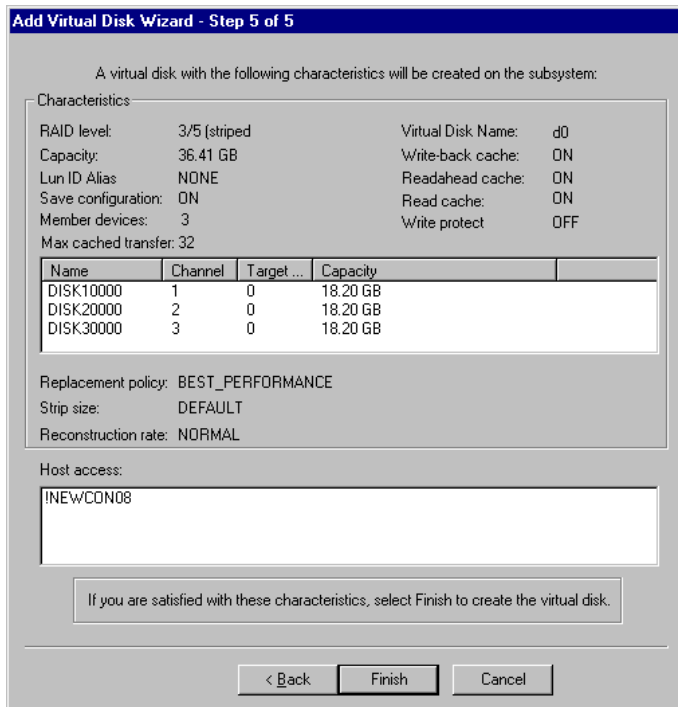 Add Virtual Disk Wizard - Step 5 of 5
A virtual disk with the following characteristics will be created on the subsystem:
Characteristics
RAID level: 3/5 (striped
Virtual Disk Name: d0
Capacity: 36.41 GB
Write-back cache: ON
Lun ID Alias NONE
Readahead cache: ON
Save configuration: ON
Read cache: ON
Member devices: 3
Write protect OFF
Max cached transfer: 32
Name Channel Target ... Capacity
DISK10000 1 0 18.20 GB
DISK20000 2 0 18.20 GB
DISK30000 3 0 18.20 GB
Replacement policy: BEST_PERFORMANCE
Strip size: DEFAULT
Reconstruction rate: NORMAL
Host access:
!NEWCON08
If you are satisfied with these characteristics, select Finish to create the virtual disk.
< Back Finish Cancel